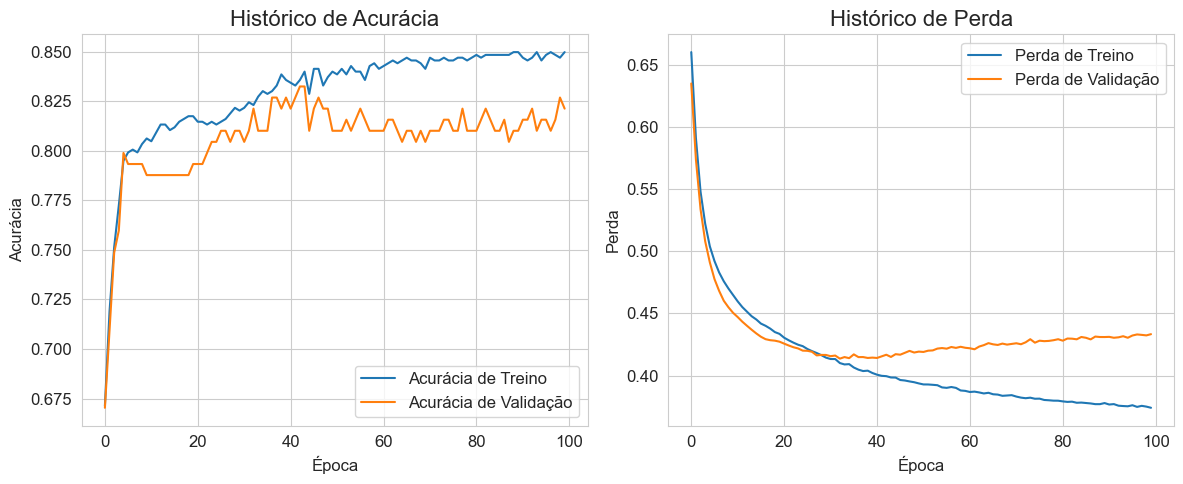 Histórico de Acurácia
Acurácia
0.850
0.825
0.800
0.775
0.750
0.725
0.700
0.675
0
20
40
60
80
100
Época
Acurácia de Treino
Acurácia de Validação
Histórico de Perda
Perda
0.65
0.60
0.55
0.50
0.45
0.40
0
20
40
60
80
100
Época
Perda de Treino
Perda de Validação